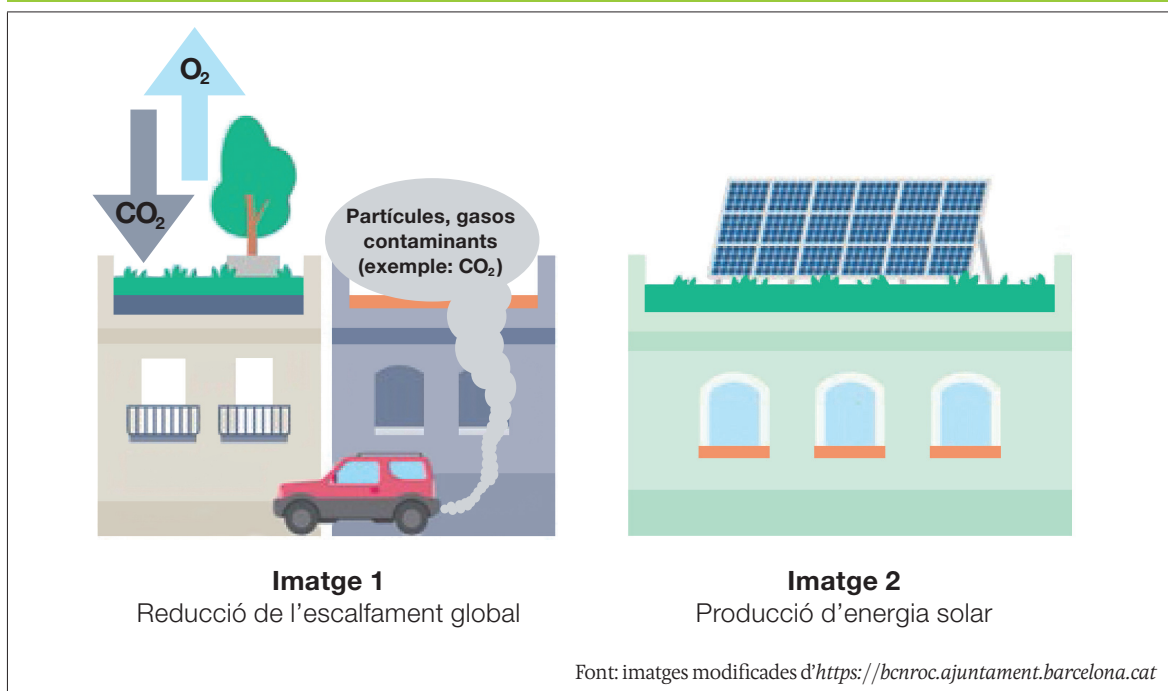 O₂
CO₂
Partícules, gasos
contaminants
(exemple: CO₂)
Imatge 1
Reducció de l’escalfament global
Imatge 2
Producció d’energia solar
Font: imatges modificades d’https://bcnroc.ajuntament.barcelona.cat